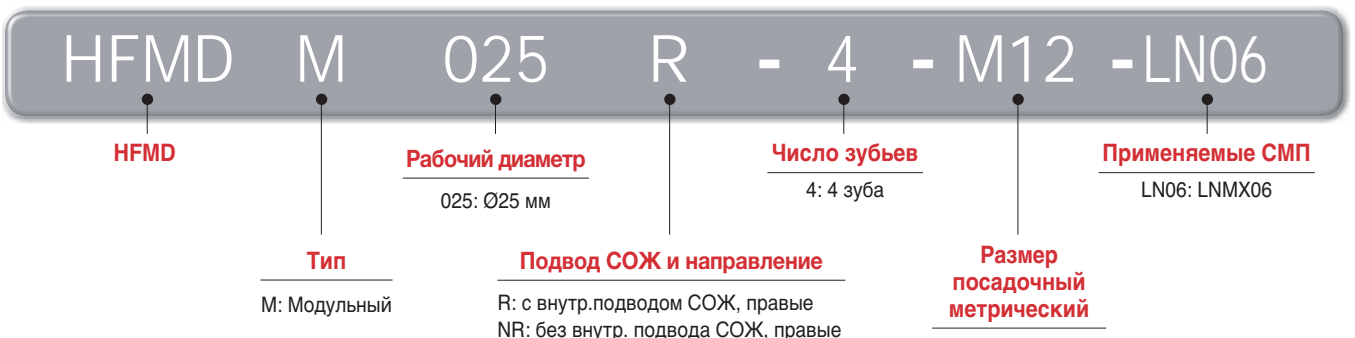 HFMD M 025 R - 4 - M12 - LN06
HFMD
Рабочий диаметр
025: Ø25 мм
Число зубьев
4: 4 зуба
Применяемые СМП
LN06: LNMX06
Тип
М: Модульный
Подвод СОЖ и направление
R: с внутр.подводом СОЖ, правые
NR: без внутр. подвода СОЖ, правые
Размер
посадочный
метрический